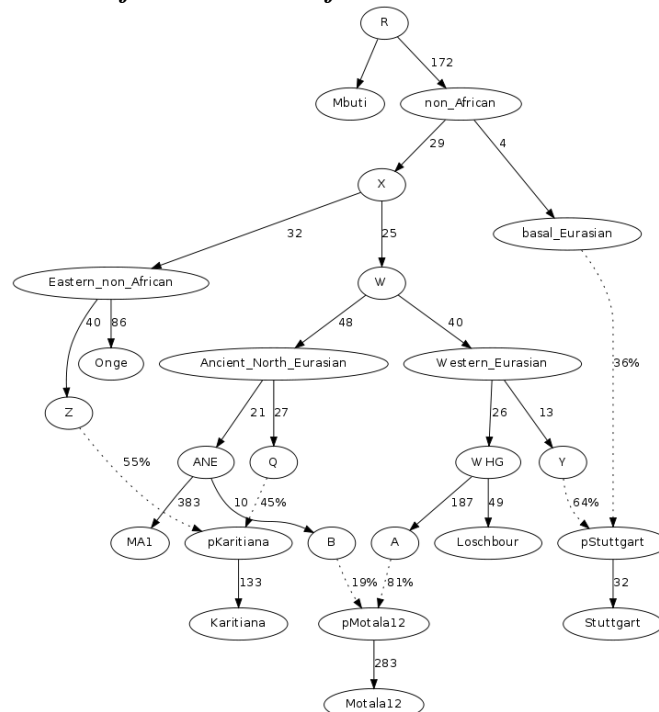 R
172
Mbuti
non_African
29
4
X
32
25
basal_Eurasian
Eastern_non_African
W
40
86
48
40
36%
Onge
Ancient_North_Eurasian
Western_Eurasian
21
27
26
13
Z
55%
ANE
Q
WHG
Y
383
10
45%
187
49
64%
MA1
pKaritiana
B
A
Loschbour
pStuttgart
133
19%
81%
32
Karitiana
pMotala12
Stuttgart
283
Motala12